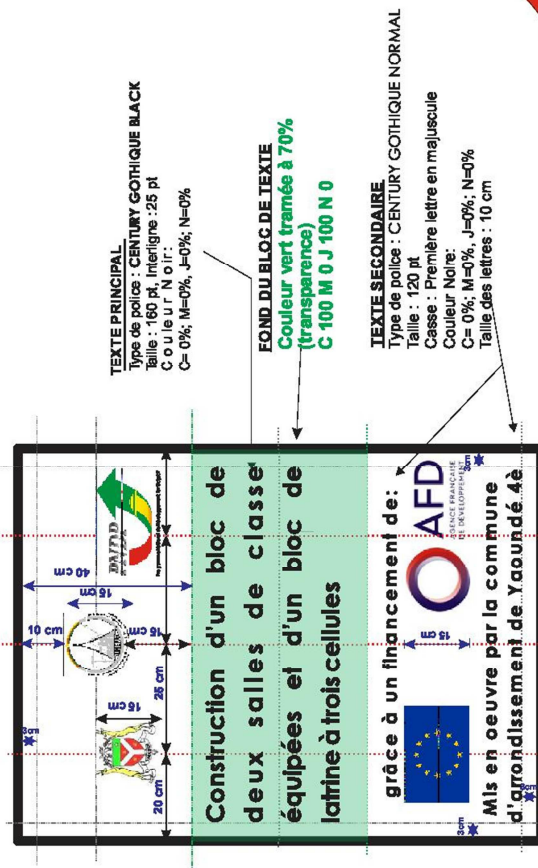 3cm
20 cm
15 cm
25 cm
10 cm
15 cm
15 cm
40 cm
15 cm
PNDP
Construction d'un bloc de
deux salles de classe
équipées et d'un bloc de
latrine à trois cellules
grâce à un financement de:
15 cm
AFD
AGENCE FRANÇAISE
DE DÉVELOPPEMENT
3cm
Mis en oeuvre par la commune
d'arrondissement de Yaoundé 4è
3cm
3cm
TEXTE PRINCIPAL
Type de police : CENTURY GOTHIQUE BLACK
Taille : 160 pt, Interligne :25 pt
Couleur Noir:
C= 0%; M=0%, J=0%; N=0%
FOND DU BLOC DE TEXTE
Couleur vert tramée à 70%
(transparence)
C 100 M 0 J 100 N 0
TEXTE SECONDAIRE
Type de police : CENTURY GOTHIQUE NORMAL
Taille : 120 pt
Casse : Première lettre en majuscule
Couleur Noire:
C= 0%; M=0%, J=0%; N=0%
Taille des lettres : 10 cm